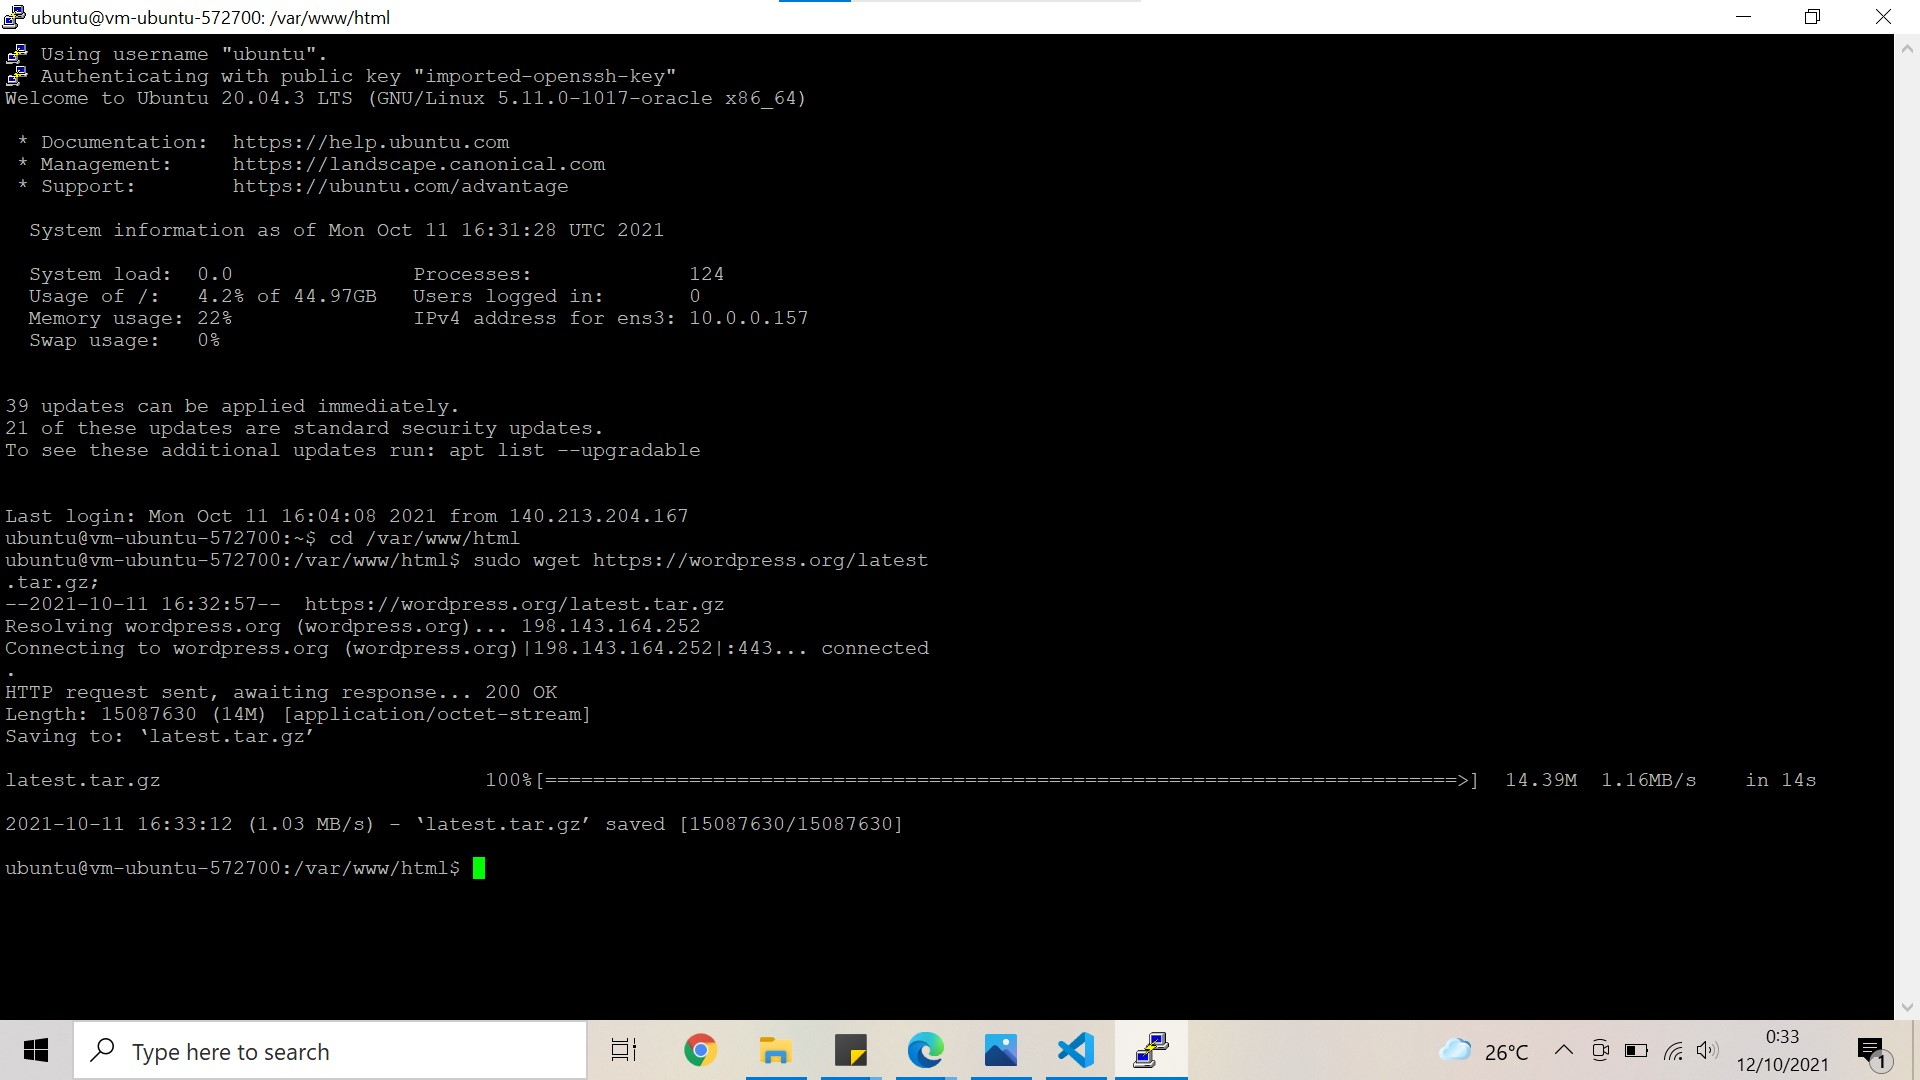 ubuntu@vm-ubuntu-572700: /var/www/html
Using username "ubuntu".
Authenticating with public key "imported-openssh-key"
Welcome to Ubuntu 20.04.3 LTS (GNU/Linux 5.11.0-1017-oracle x86_64)
* Documentation:  https://help.ubuntu.com
* Management:     https://landscape.canonical.com
* Support:        https://ubuntu.com/advantage
System information as of Mon Oct 11 16:31:28 UTC 2021
System load:  0.0               Processes:             124
Usage of /:   4.2% of 44.97GB   Users logged in:       0
Memory usage: 22%               IPv4 address for ens3: 10.0.0.157
Swap usage:   0%
39 updates can be applied immediately.
21 of these updates are standard security updates.
To see these additional updates run: apt list --upgradable
Last login: Mon Oct 11 16:04:08 2021 from 140.213.204.167
ubuntu@vm-ubuntu-572700:~$ cd /var/www/html
ubuntu@vm-ubuntu-572700:/var/www/html$ sudo wget https://wordpress.org/latest
.tar.gz;
--2021-10-11 16:32:57--  https://wordpress.org/latest.tar.gz
Resolving wordpress.org (wordpress.org)... 198.143.164.252
Connecting to wordpress.org (wordpress.org)|198.143.164.252|:443... connected
.
HTTP request sent, awaiting response... 200 OK
Length: 15087630 (14M) [application/octet-stream]
Saving to: ‘latest.tar.gz’
latest.tar.gz                           100%[============================================================================>]  14.39M  1.16MB/s    in 14s
2021-10-11 16:33:12 (1.03 MB/s) - ‘latest.tar.gz’ saved [15087630/15087630]
ubuntu@vm-ubuntu-572700:/var/www/html$
Type here to search
26°C
0:33
12/10/2021
1